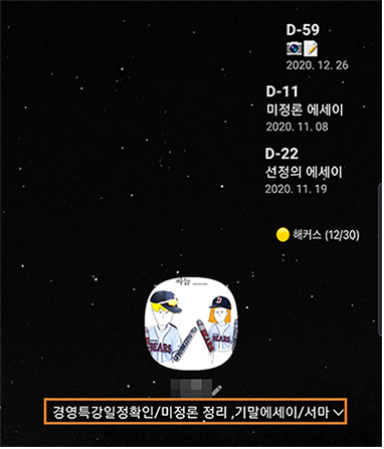 D-59
2020. 12. 26
D-11
미정론 에세이
2020. 11. 08
D-22
선정의 에세이
2020. 11. 19
해커스 (12/30)
D
BEARS
BEARS
경영특강일정확인/미정론 정리 ,기말에세이/서마